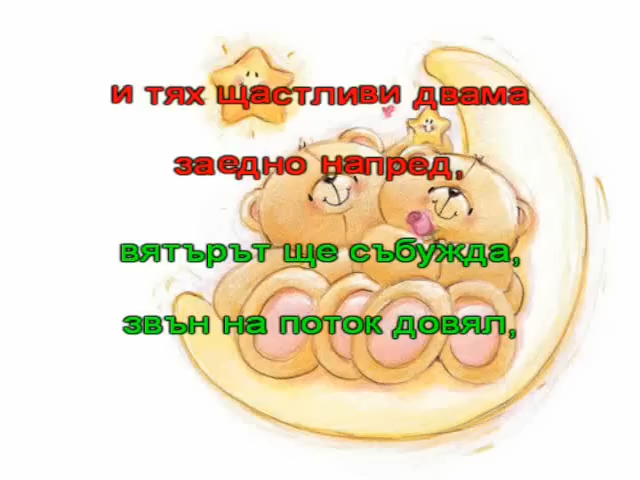 и тях щастливи двама
заедно напред,
вятърът ще събужда,
звън на поток довял,